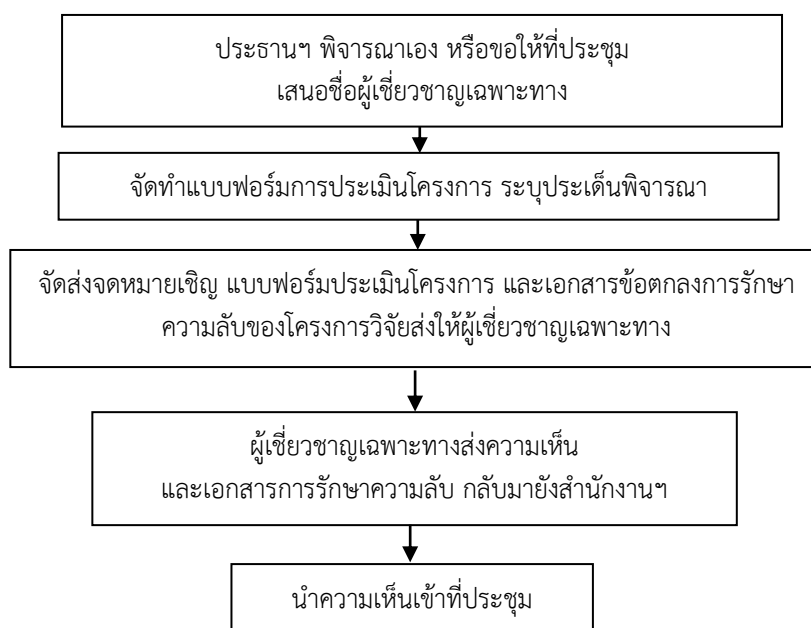 ประธานฯ พิจารณาเอง หรือขอให้ที่ประชุม
เสนอชื่อผู้เชี่ยวชาญเฉพาะทาง
จัดทำแบบฟอร์มการประเมินโครงการ ระบุประเด็นพิจารณา
จัดส่งจดหมายเชิญ แบบฟอร์มประเมินโครงการ และเอกสารข้อตกลงการรักษา
ความลับของโครงการวิจัยส่งให้ผู้เชี่ยวชาญเฉพาะทาง
ผู้เชี่ยวชาญเฉพาะทางส่งความเห็น
และเอกสารการรักษาความลับ กลับมายังสำนักงานฯ
นำความเห็นเข้าที่ประชุม